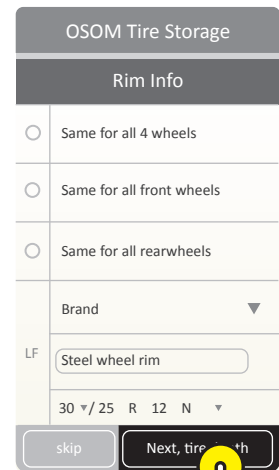 OSOM Tire Storage
Rim Info
Same for all 4 wheels
Same for all front wheels
Same for all rearwheels
Brand
LF
Steel wheel rim
30 / 25 R 12 N
skip
Next, tire